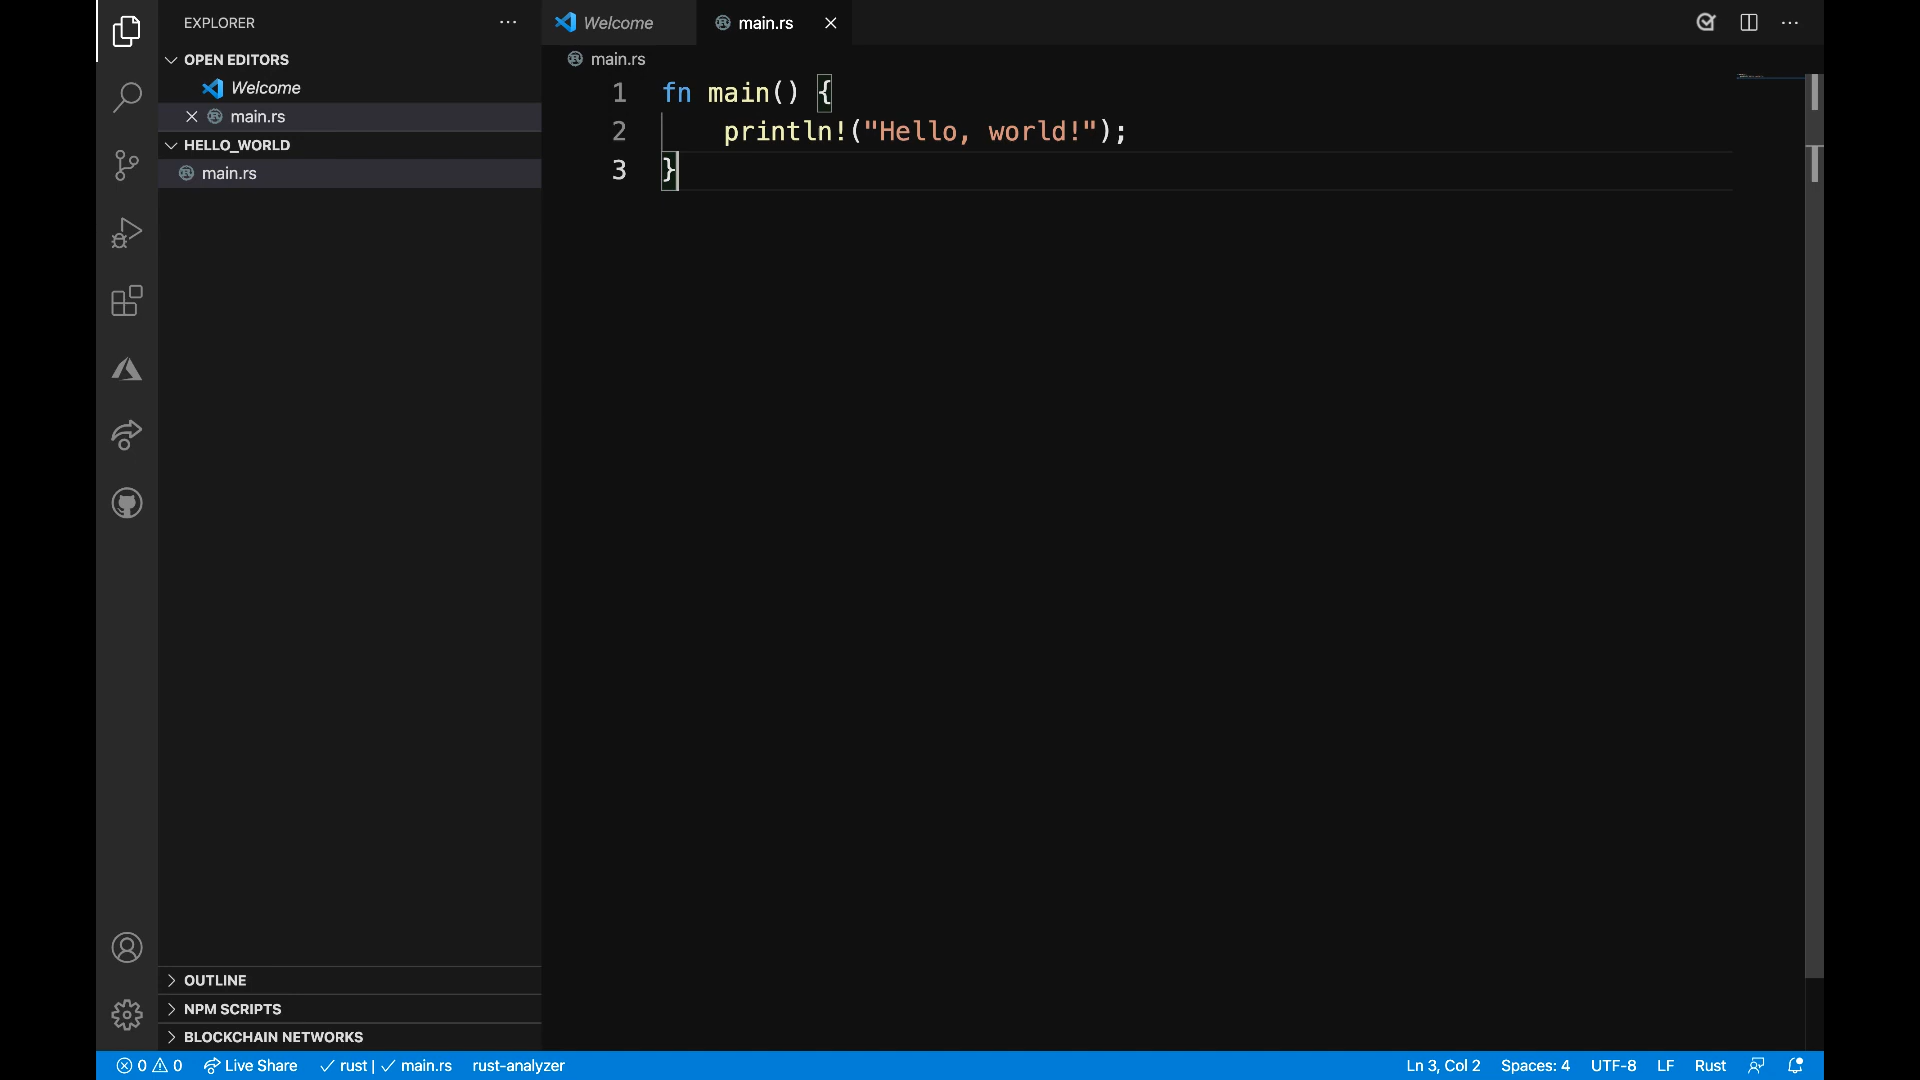 EXPLORER
OPEN EDITORS
Welcome
main.rs
HELLO_WORLD
main.rs
OUTLINE
NPM SCRIPTS
BLOCKCHAIN NETWORKS
Welcome
main.rs
main.rs
1 fn main() {
2 println!("Hello, world!");
3 }
0 0 Live Share rust | main.rs rust-analyzer
Ln 3, Col 2 Spaces: 4 UTF-8 LF Rust